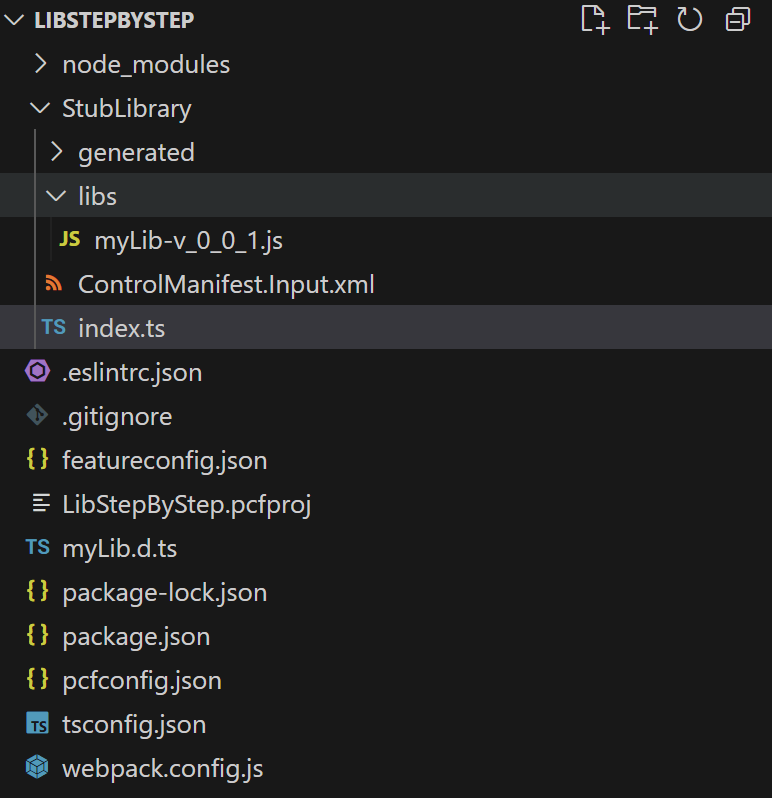 LIBSTEPBYSTEP
node_modules
StubLibrary
generated
libs
JS myLib-v_0_0_1.js
ControlManifest.Input.xml
TS index.ts
.eslintrc.json
.gitignore
{} featureconfig.json
LibStepByStep.pcfproj
TS myLib.d.ts
{} package-lock.json
{} package.json
{} pcfconfig.json
TS tsconfig.json
webpack.config.js